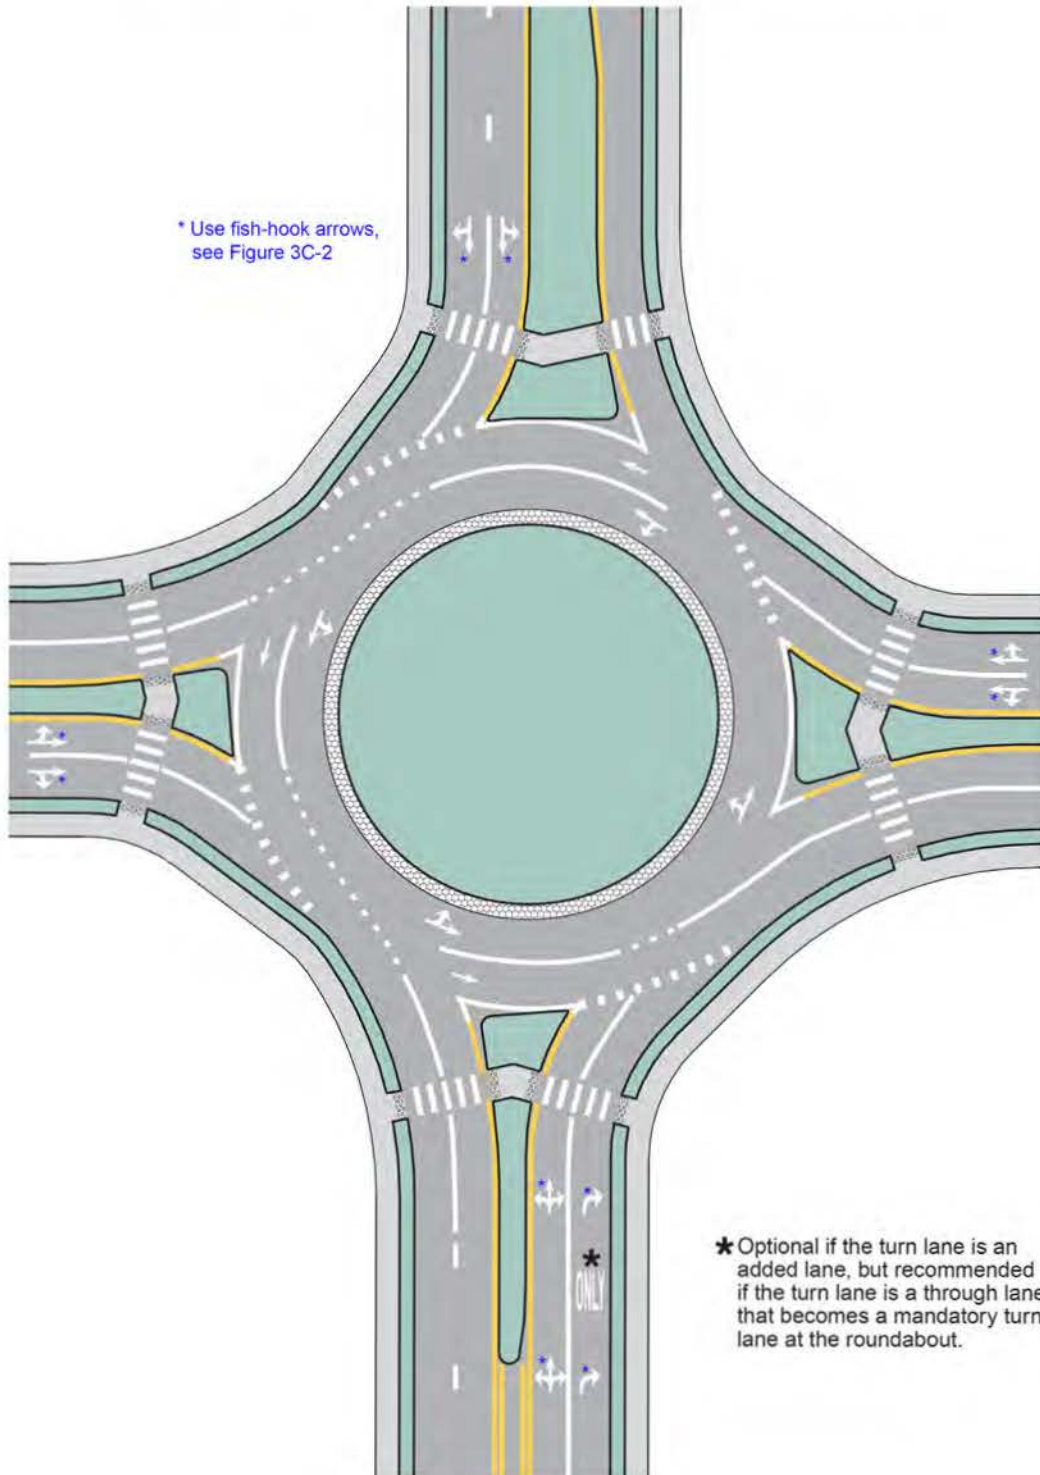 * Use fish-hook arrows,
see Figure 3C-2
*
*
*
*
*
*
*
*
*
ONLY
* Optional if the turn lane is an
added lane, but recommended
if the turn lane is a through lane
that becomes a mandatory turn
lane at the roundabout.
*
*